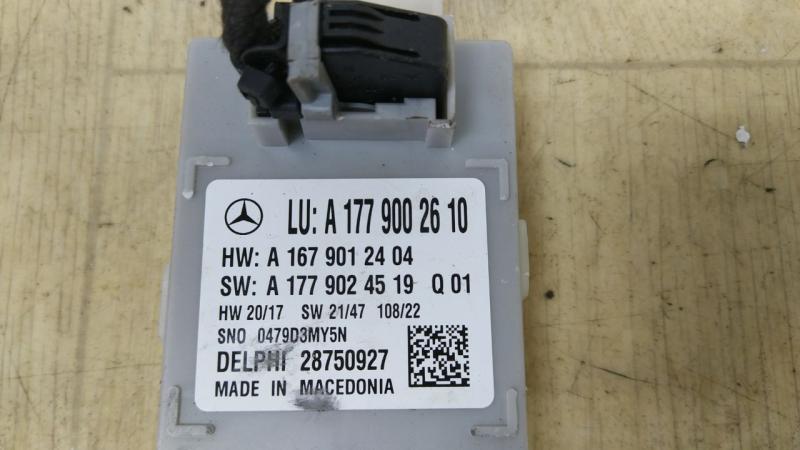 LU: A 177 900 26 10
HW: A 167 901 24 04
SW: A 177 902 45 19 Q 01
HW 20/17 SW 21/47 108/22
SNO 0479D3MY5N
DELPHI 28750927
MADE IN MACEDONIA